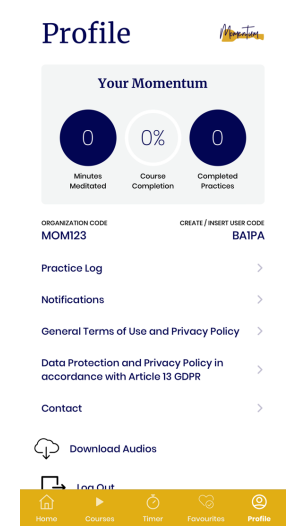 Profile
Momentum
Your Momentum
0
0%
0
Minutes
Meditated
Course
Completion
Completed
Practices
ORGANIZATION CODE
CREATE / INSERT USER CODE
MOM123
BA1PA
Practice Log
Notifications
General Terms of Use and Privacy Policy
Data Protection and Privacy Policy in
accordance with Article 13 GDPR
Contact
Download Audios
Log Out
Home
Courses
Timer
Favourites
Profile